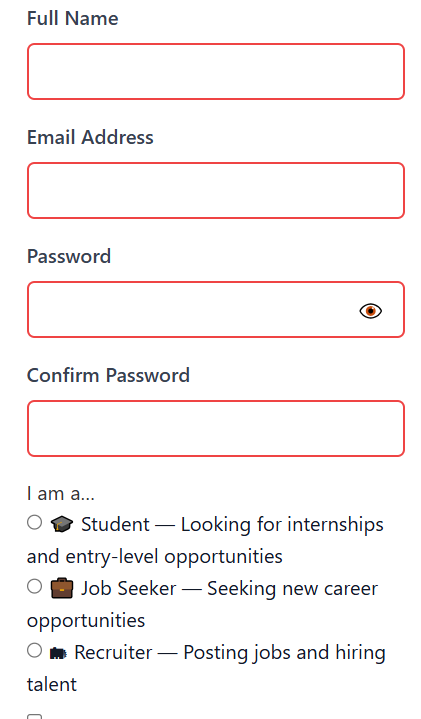 Full Name
Email Address
Password
Confirm Password
I am a...
Student — Looking for internships
and entry-level opportunities
Job Seeker — Seeking new career
opportunities
Recruiter — Posting jobs and hiring
talent